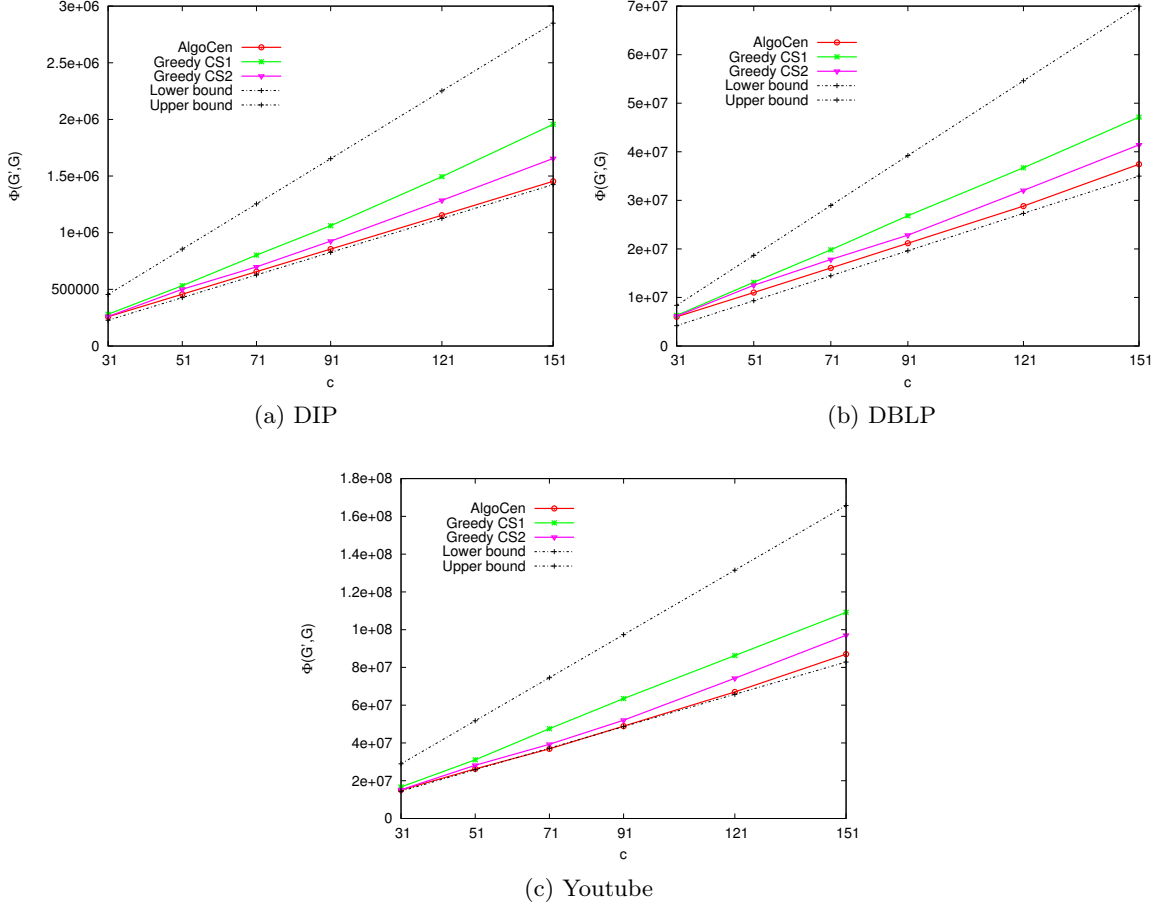 3e+06
2.5e+06
2e+06
1.5e+06
1e+06
500000
0
Φ(G',G)
AlgoCen
Greedy CS1
Greedy CS2
Lower bound
Upper bound
31 51 71 91 121 151
c
(a) DIP
7e+07
6e+07
5e+07
4e+07
3e+07
2e+07
1e+07
0
Φ(G',G)
AlgoCen
Greedy CS1
Greedy CS2
Lower bound
Upper bound
31 51 71 91 121 151
c
(b) DBLP
1.8e+08
1.6e+08
1.4e+08
1.2e+08
1e+08
8e+07
6e+07
4e+07
2e+07
0
Φ(G',G)
AlgoCen
Greedy CS1
Greedy CS2
Lower bound
Upper bound
31 51 71 91 121 151
c
(c) Youtube